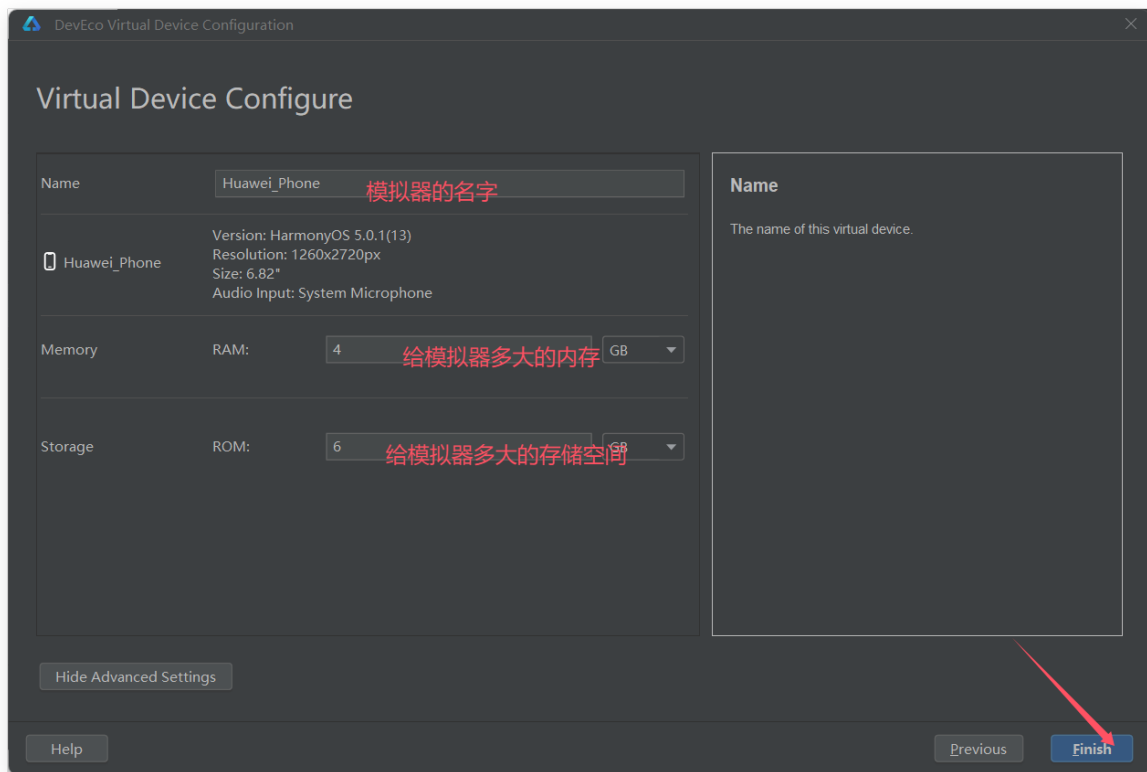 DevEco Virtual Device Configuration
Virtual Device Configure
Name
Huawei_Phone
模拟器的名字
Huawei_Phone
Version: HarmonyOS 5.0.1(13)
Resolution: 1260x2720px
Size: 6.82"
Audio Input: System Microphone
Memory
RAM:
4
给模拟器多大的内存
GB
Storage
ROM:
6
给模拟器多大的存储空间
GB
Name
The name of this virtual device.
Hide Advanced Settings
Help
Previous
Finish